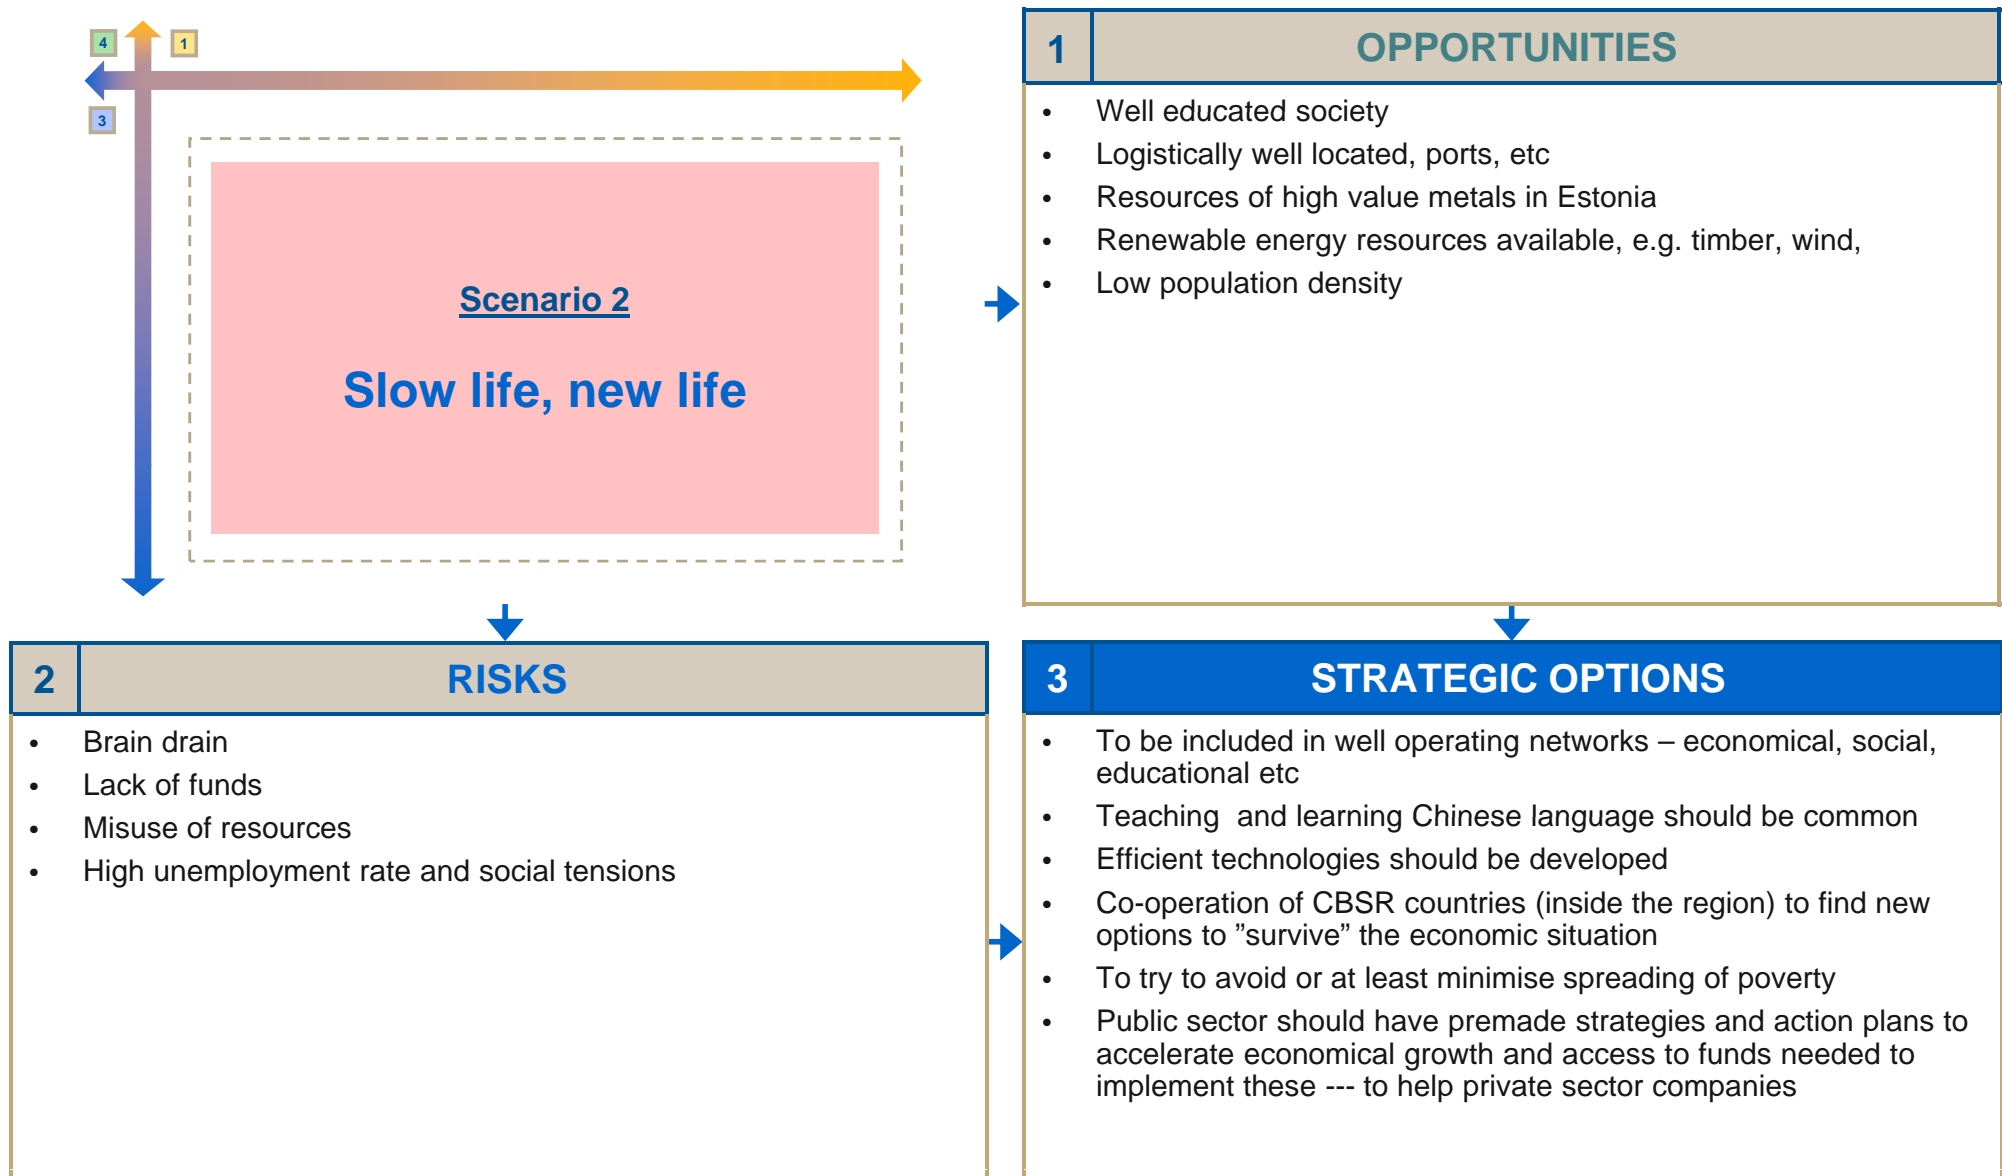 4
1
3
Scenario 2
Slow life, new life
1
OPPORTUNITIES
• Well educated society
• Logistically well located, ports, etc
• Resources of high value metals in Estonia
• Renewable energy resources available, e.g. timber, wind,
• Low population density
2
RISKS
• Brain drain
• Lack of funds
• Misuse of resources
• High unemployment rate and social tensions
3
STRATEGIC OPTIONS
• To be included in well operating networks – economical, social,
educational etc
• Teaching  and learning Chinese language should be common
• Efficient technologies should be developed
• Co-operation of CBSR countries (inside the region) to find new
options to ”survive” the economic situation
• To try to avoid or at least minimise spreading of poverty
• Public sector should have premade strategies and action plans to
accelerate economical growth and access to funds needed to
implement these --- to help private sector companies